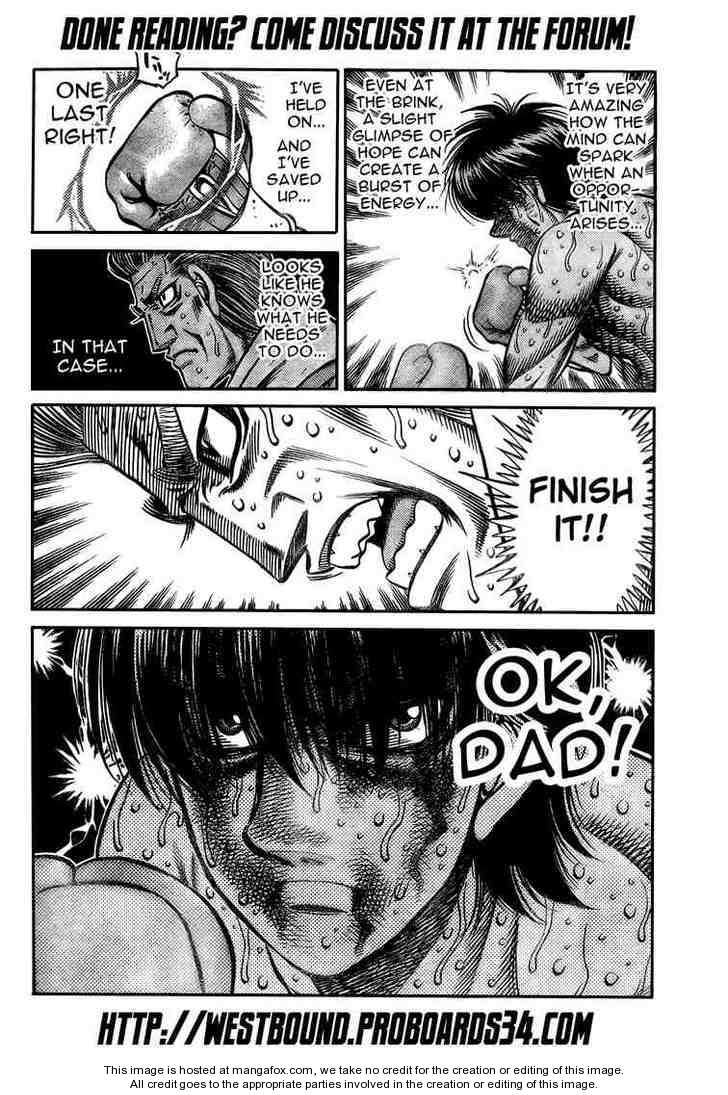 DONE READING? COME DISCUSS IT AT THE FORUM!
IT'S VERY
AMAZING
HOW THE
MIND CAN
SPARK
WHEN AN
OPPOR-
TUNITY
ARISES...
EVEN AT
THE BRINK,
A SLIGHT
GLIMPSE OF
HOPE CAN
CREATE A
BURST OF
ENERGY...
I'VE
HELD
ON...
AND
I'VE
SAVED
UP...
ONE
LAST
RIGHT!
LOOKS
LIKE HE
KNOWS
WHAT HE
NEEDS
TO DO...
IN THAT
CASE...
FINISH
IT!!
OK,
DAD!
HTTP://WESTBOUND.PROBOARDS34.COM
This image is hosted at mangafox.com, we take no credit for the creation or editing of this image.
All credit goes to the appropriate parties involved in the creation or editing of this image.